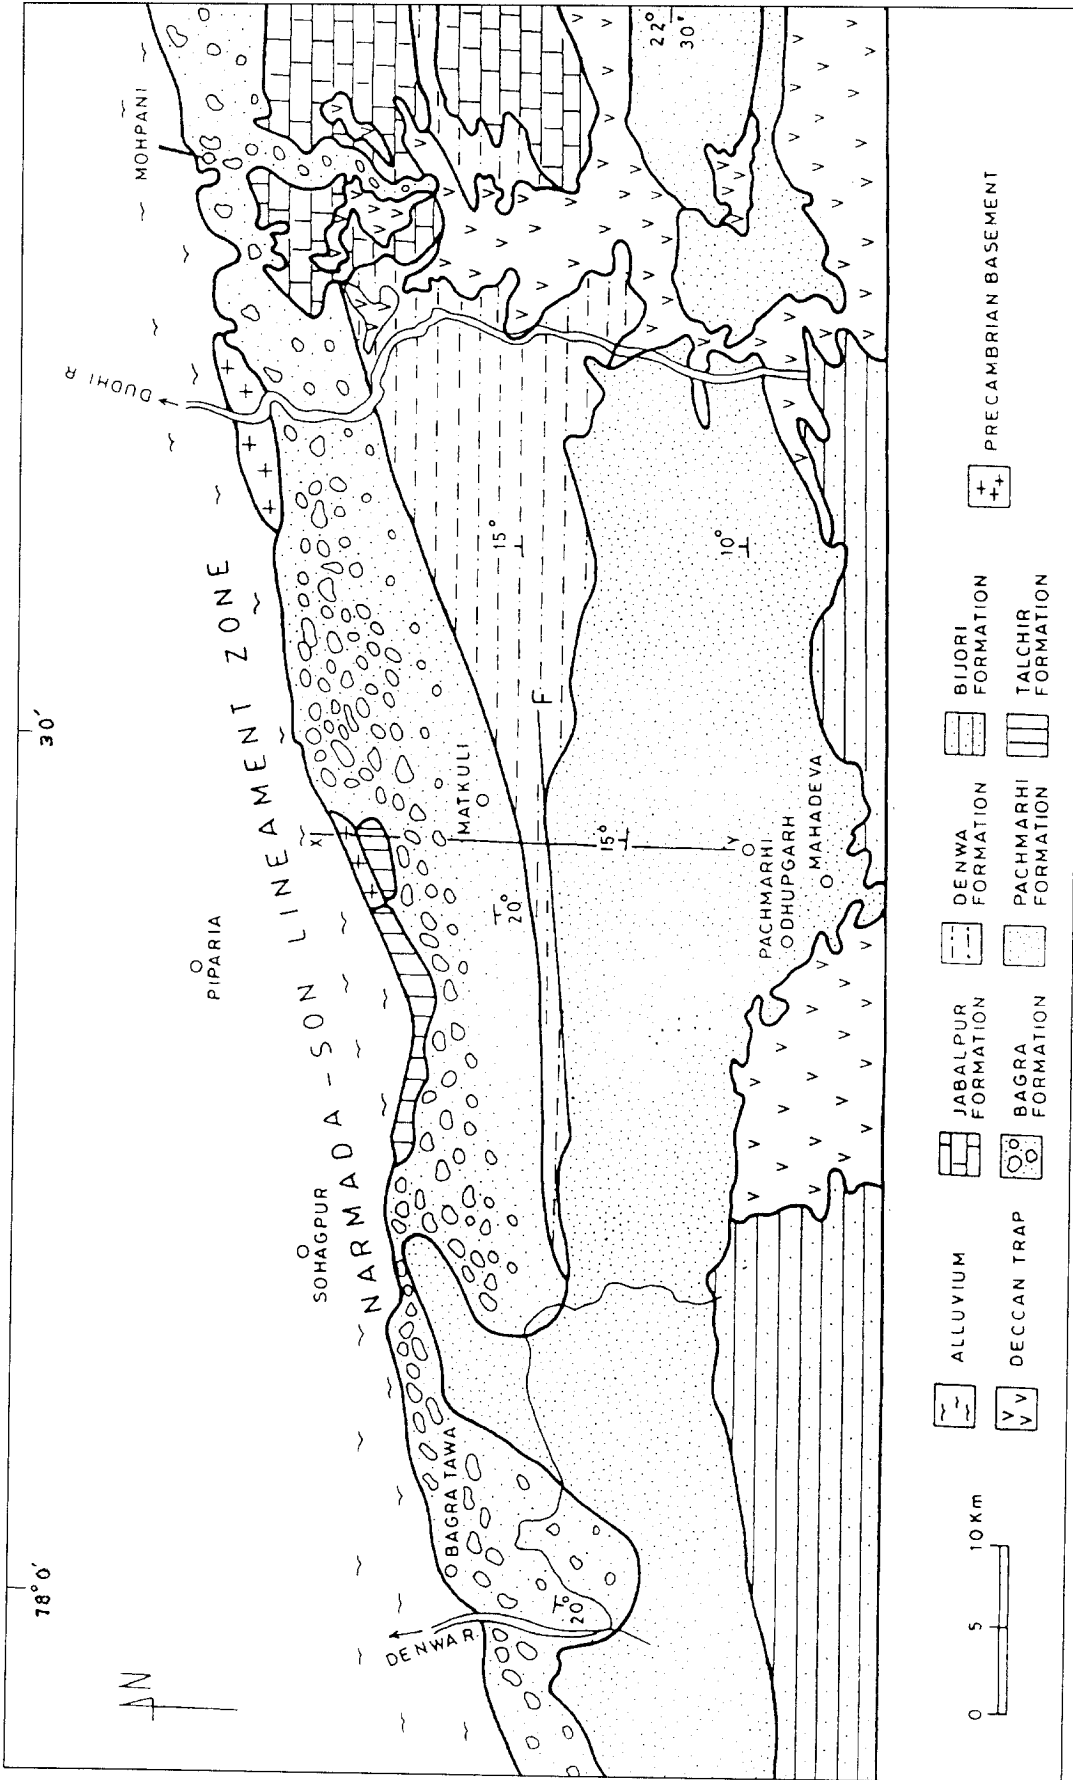 N
78°0'
30'
DENWA R.
BAGRA TAWA
SOHAGPUR
PIPARIA
NARMADA - SON LINEAMENT ZONE
DUDHI R
MOHPANI
X
MATKULI
20°
20°
F
15°
15°
10°
22°
30'
Y
PACHMARHI
DHUPGARH
MAHADEVA
0 5 10 Km
ALLUVIUM
DECCAN TRAP
JABALPUR
FORMATION
BAGRA
FORMATION
DENWA
FORMATION
PACHMARHI
FORMATION
BIJORI
FORMATION
TALCHIR
FORMATION
PRECAMBRIAN BASEMENT